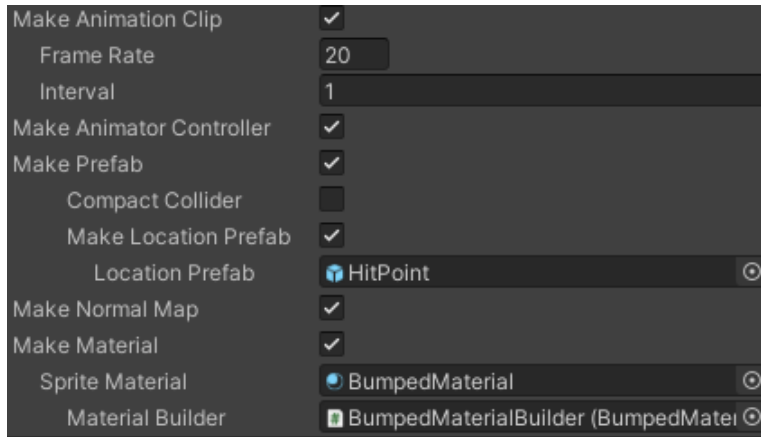 Make Animation Clip
Frame Rate 20
Interval 1
Make Animator Controller
Make Prefab
Compact Collider
Make Location Prefab
Location Prefab HitPoint
Make Normal Map
Make Material
Sprite Material BumpedMaterial
Material Builder # BumpedMaterialBuilder (BumpedMater